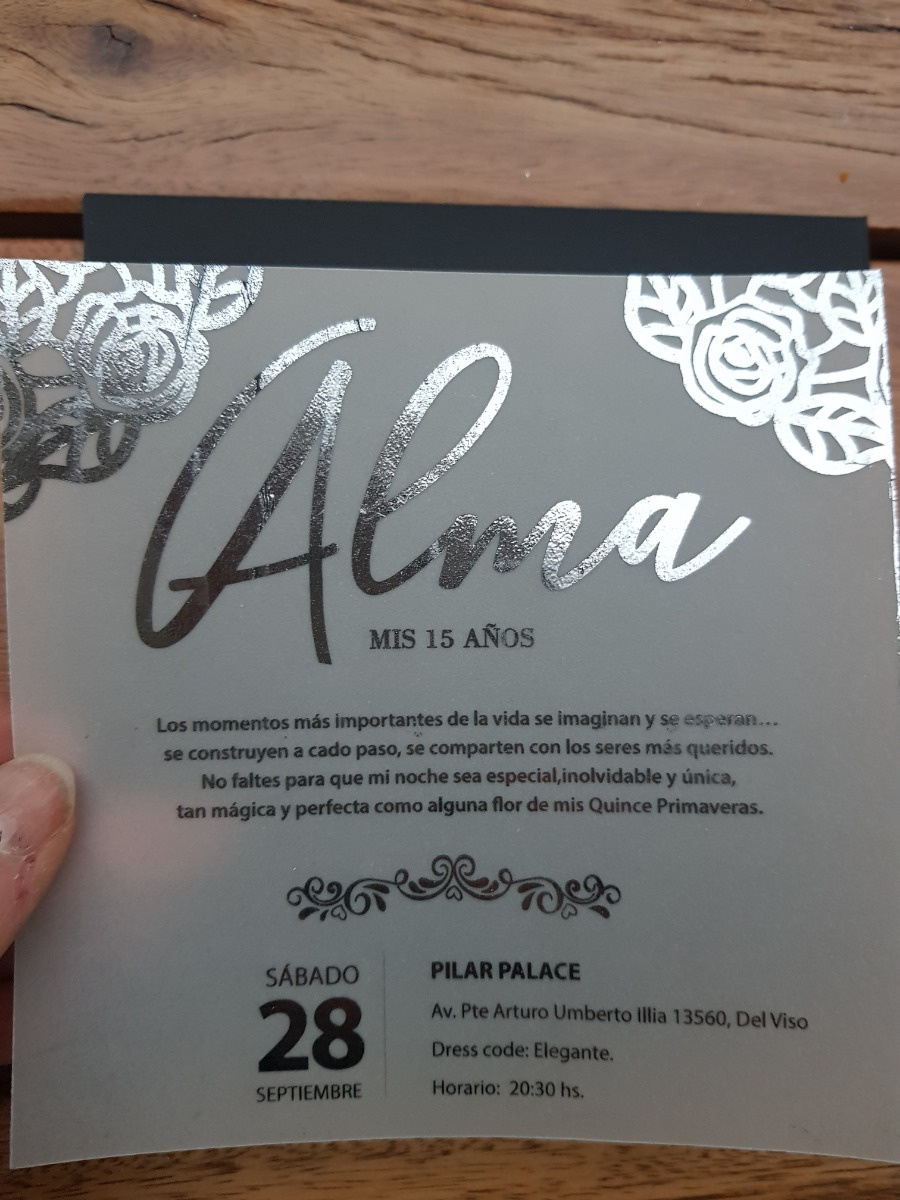 Alma
MIS 15 AÑOS
Los momentos más importantes de la vida se imaginan y se esperan...
se construyen a cado paso, se comparten con los seres más queridos.
No faltes para que mi noche sea especial,inolvidable y única,
tan mágica y perfecta como alguna flor de mis Quince Primaveras.
SÁBADO
28
SEPTIEMBRE
PILAR PALACE
Av. Pte Arturo Umberto Illia 13560, Del Viso
Dress code: Elegante.
Horario: 20:30 hs.